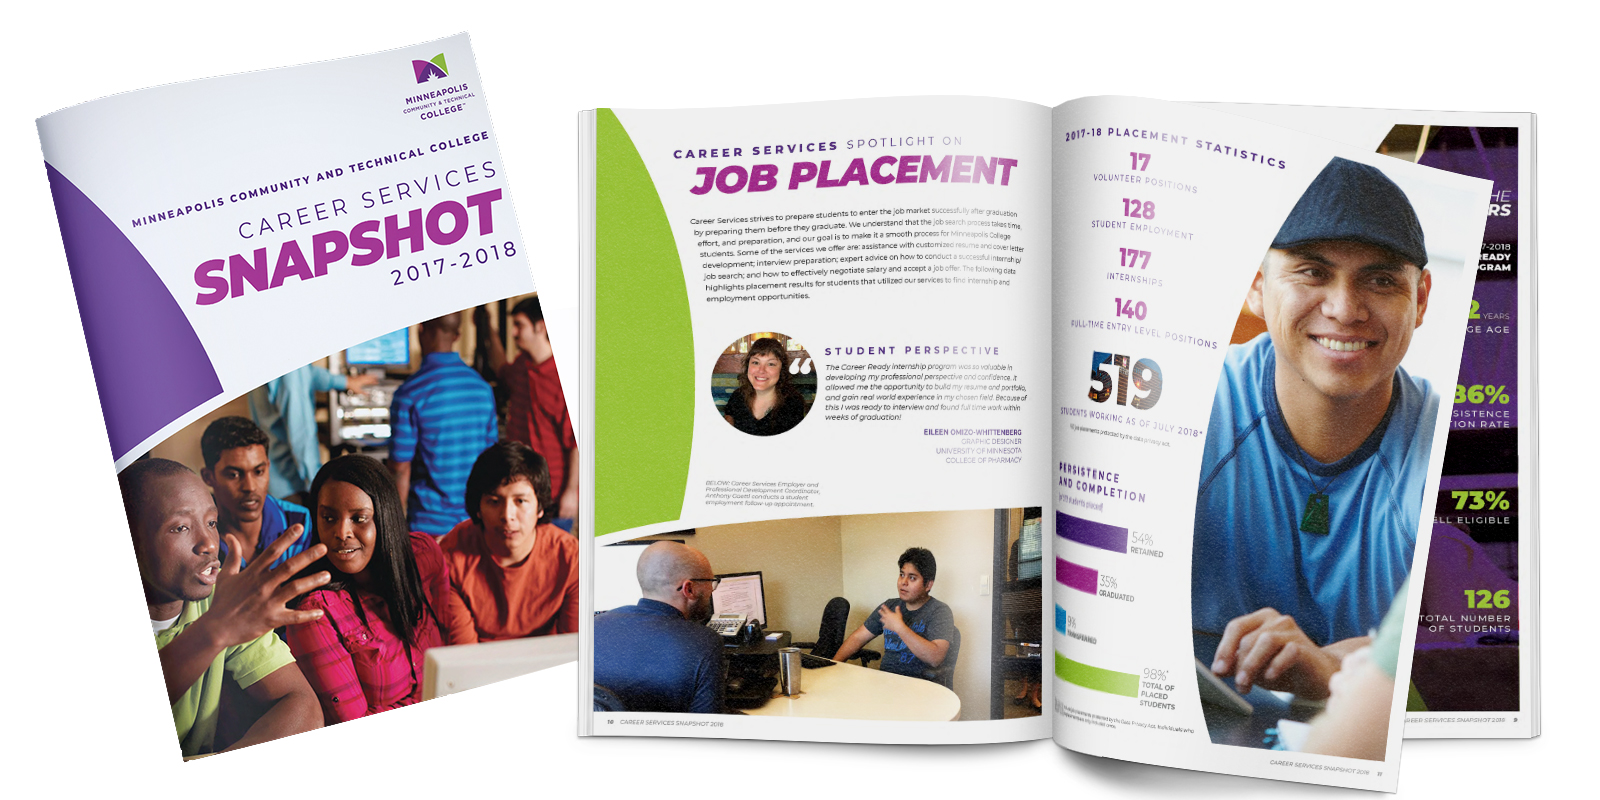 MINNEAPOLIS
COMMUNITY & TECHNICAL
COLLEGE
MINNEAPOLIS COMMUNITY AND TECHNICAL COLLEGE
CAREER SERVICES
SNAPSHOT
2017-2018
CAREER SERVICES SPOTLIGHT ON
JOB PLACEMENT
Career Services strives to prepare students to enter the job market successfully after graduation
by preparing them before they graduate. We understand that the job search process takes time,
effort, and preparation, and our goal is to make it a smooth process for Minneapolis College
students. Some of the services we offer are: assistance with customized resume and cover letter
development; interview preparation; expert advice on how to conduct a successful internship/
job search; and how to effectively negotiate salary and accept a job offer. The following data
highlights placement results for students that utilized our services to find internship and
employment opportunities.
STUDENT PERSPECTIVE
“
The Career Ready internship program was so valuable in
developing my professional perspective and confidence. It
allowed me the opportunity to build my resume and portfolio,
and gain real world experience in my chosen field. Because of
this I was ready to interview and found full time work within
weeks of graduation!
EILEEN OMIZO-WHITTENBERG
GRAPHIC DESIGNER
UNIVERSITY OF MINNESOTA
COLLEGE OF PHARMACY
BELOW: Career Services Employer and
Professional Development Coordinator,
Anthony Goettl conducts a student
employment follow up appointment.
10 CAREER SERVICES SNAPSHOT 2018
2017-18 PLACEMENT STATISTICS
17
VOLUNTEER POSITIONS
128
STUDENT EMPLOYMENT
177
INTERNSHIPS
140
FULL-TIME ENTRY LEVEL POSITIONS
519
STUDENTS WORKING AS OF JULY 2018*
*All placements protected by the data privacy act.
PERSISTENCE
AND COMPLETION
54%
RETAINED
35%
GRADUATED
9%
TRANSFERRED
98%*
TOTAL OF
PLACED
STUDENTS
CAREER SERVICES SNAPSHOT 2018 11
HE
RS
7-2018
READY
GRAM
2 YEARS
GE AGE
86%
SISTENCE
TION RATE
73%
ELL ELIGIBLE
126
TOTAL NUMBER
OF STUDENTS
CAREER SERVICES SNAPSHOT 2018 9